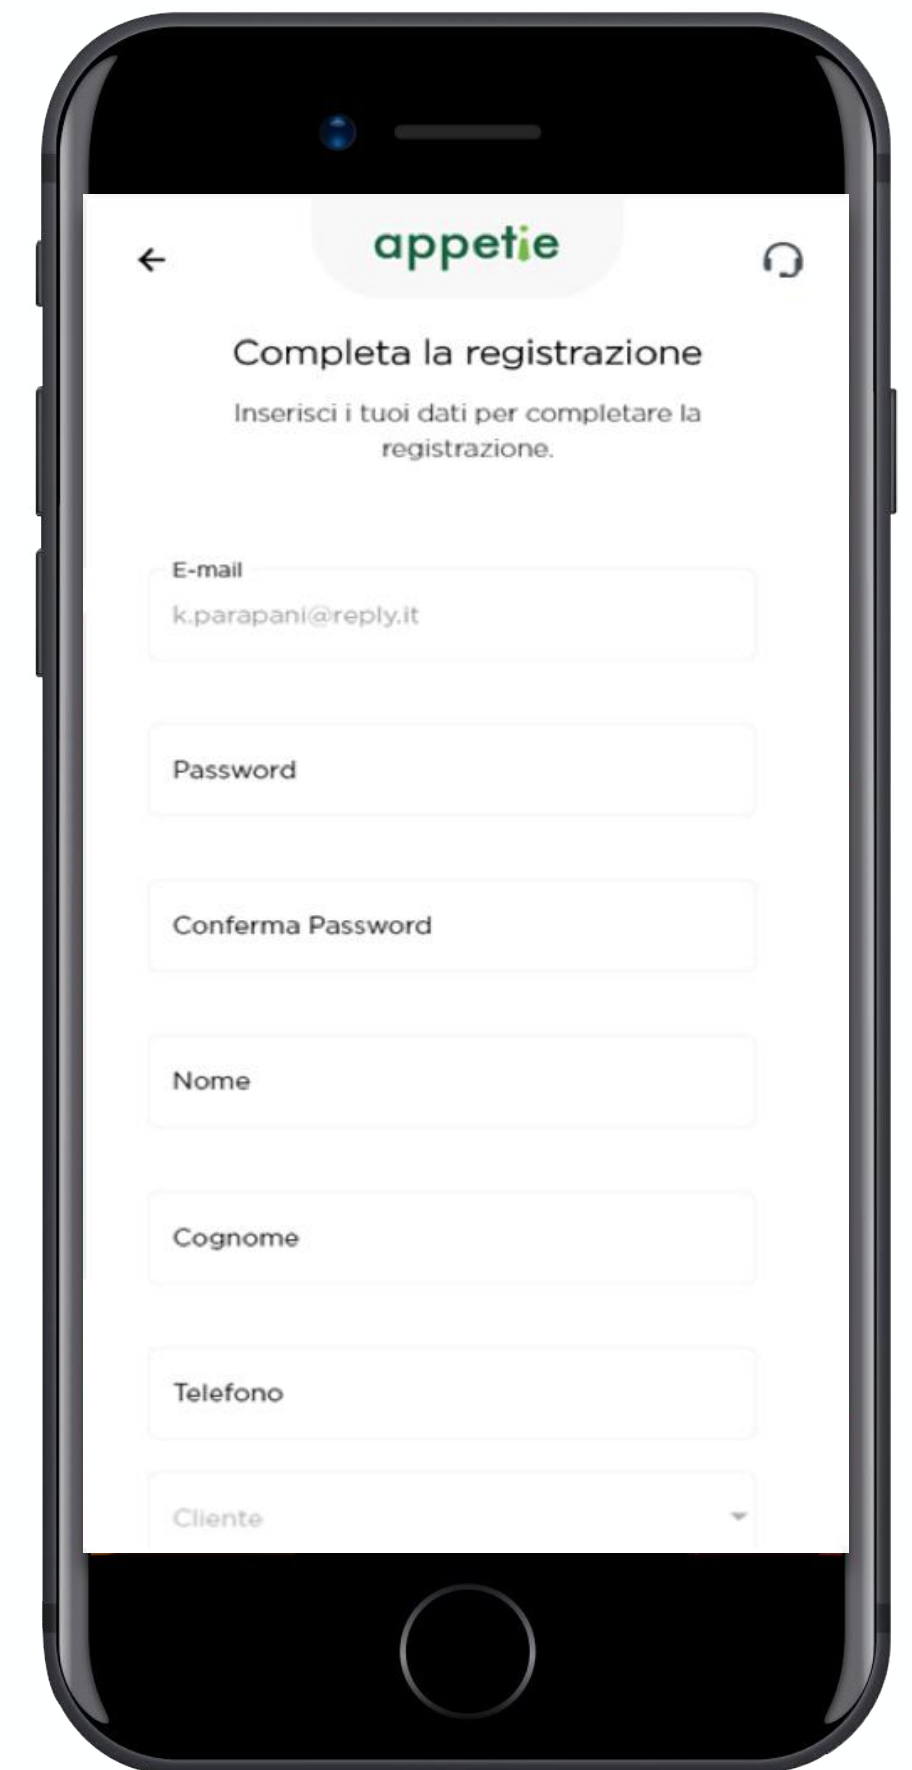 appetie
Completa la registrazione
Inserisci i tuoi dati per completare la
registrazione.
E-mail
k.parapani@reply.it
Password
Conferma Password
Nome
Cognome
Telefono
Cliente